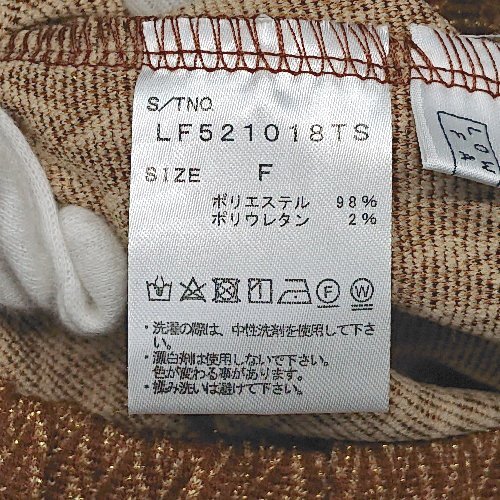 S/TNO
LF521018TS
SIZE F
ポリエステル 98%
ポリウレタン 2%
F W
・洗濯の際は、中性洗剤を使用して下さ
い。
・漂白剤は使用しないで下さい。
色が変わる事があります。
・揉み洗いは避けて下さい。
LOW
F